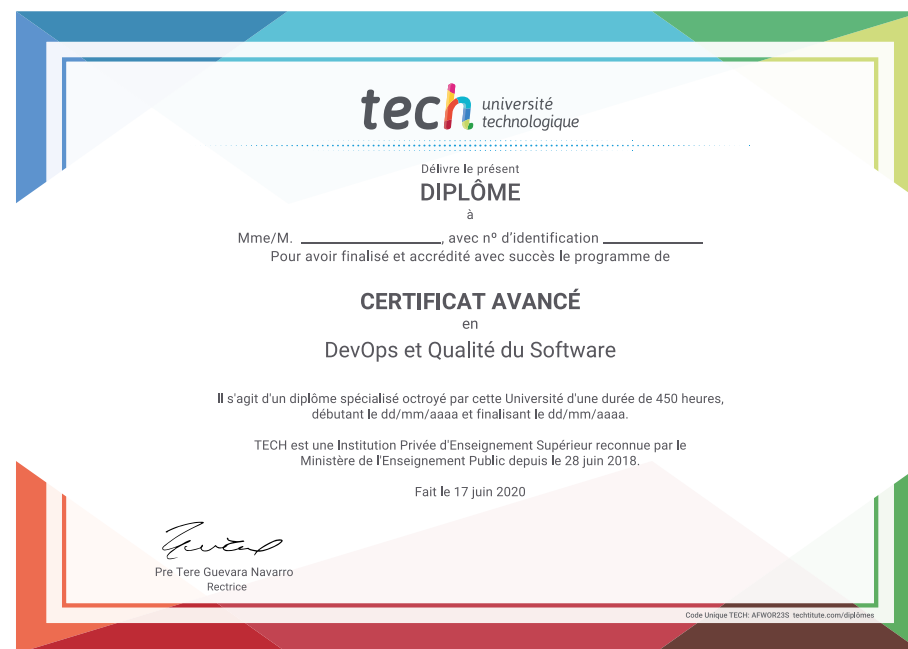 tech université
technologique
Délivre le présent
DIPLÔME
à
Mme/M. ____________________, avec nº d'identification ______________
Pour avoir finalisé et accrédité avec succès le programme de
CERTIFICAT AVANCÉ
en
DevOps et Qualité du Software
Il s'agit d'un diplôme spécialisé octroyé par cette Université d'une durée de 450 heures,
débutant le dd/mm/aaaa et finalisant le dd/mm/aaaa.
TECH est une Institution Privée d'Enseignement Supérieur reconnue par le
Ministère de l'Enseignement Public depuis le 28 juin 2018.
Fait le 17 juin 2020
Pre Tere Guevara Navarro
Rectrice
Code Unique TECH: AFWOR23S techtitute.com/diplômes